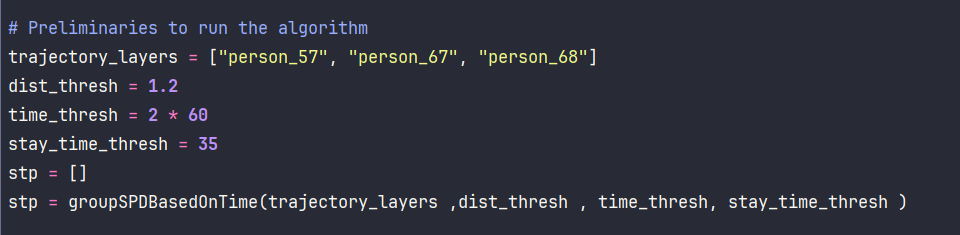 # Preliminaries to run the algorithm
trajectory_layers = ["person_57", "person_67", "person_68"]
dist_thresh = 1.2
time_thresh = 2 * 60
stay_time_thresh = 35
stp = []
stp = groupSPDBasedOnTime(trajectory_layers ,dist_thresh , time_thresh, stay_time_thresh )